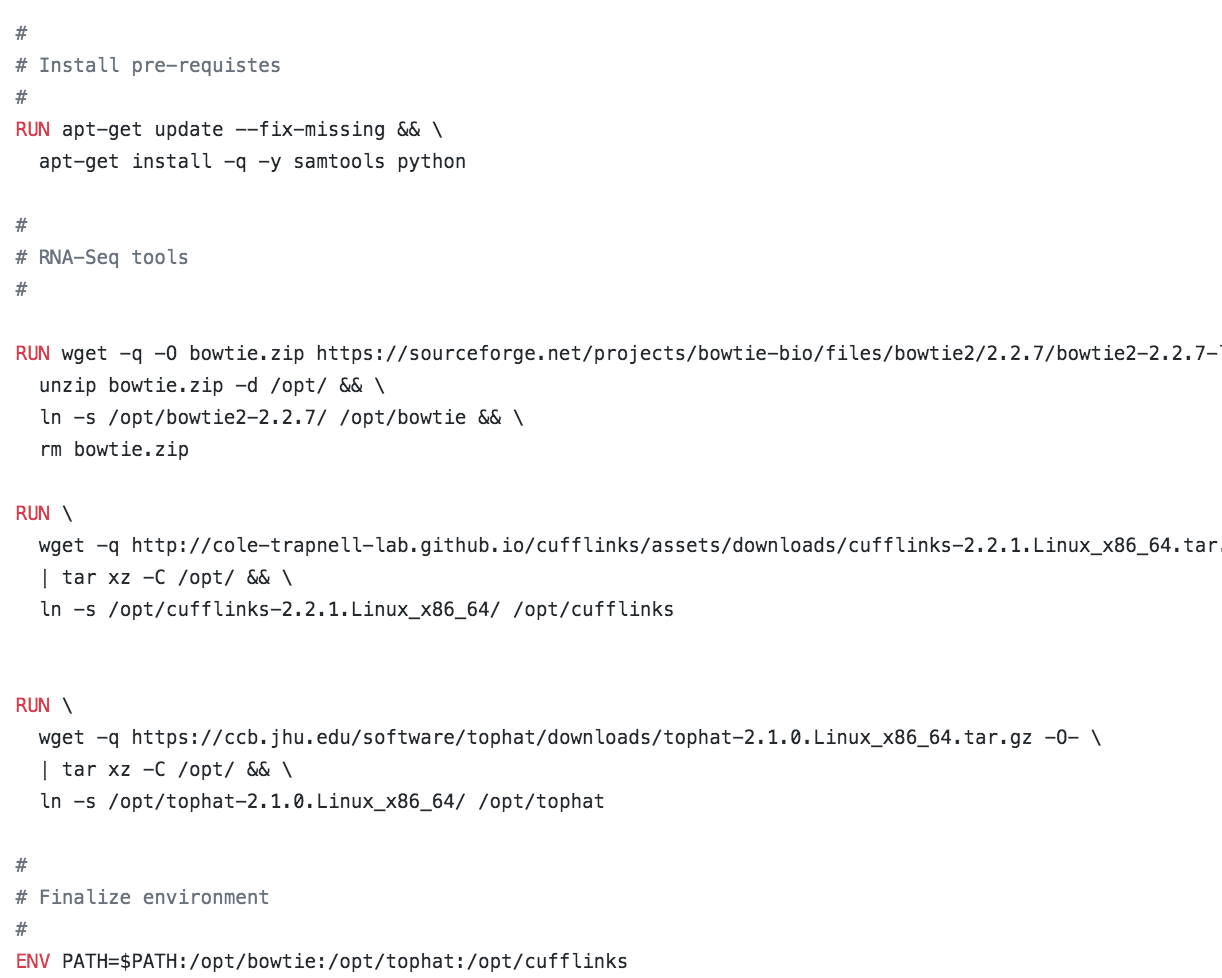 #
# Install pre-requistes
#
RUN apt-get update --fix-missing && \
apt-get install -q -y samtools python
#
# RNA-Seq tools
#
RUN wget -q -O bowtie.zip https://sourceforge.net/projects/bowtie-bio/files/bowtie2/2.2.7/bowtie2-2.2.7-
unzip bowtie.zip -d /opt/ && \
ln -s /opt/bowtie2-2.2.7/ /opt/bowtie && \
rm bowtie.zip
RUN \
wget -q http://cole-trapnell-lab.github.io/cufflinks/assets/downloads/cufflinks-2.2.1.Linux_x86_64.tar.
| tar xz -C /opt/ && \
ln -s /opt/cufflinks-2.2.1.Linux_x86_64/ /opt/cufflinks
RUN \
wget -q https://ccb.jhu.edu/software/tophat/downloads/tophat-2.1.0.Linux_x86_64.tar.gz -O- \
| tar xz -C /opt/ && \
ln -s /opt/tophat-2.1.0.Linux_x86_64/ /opt/tophat
#
# Finalize environment
#
ENV PATH=$PATH:/opt/bowtie:/opt/tophat:/opt/cufflinks